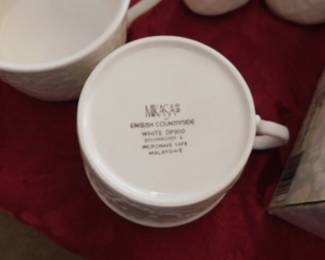 MIKASA
ENGLISH COUNTRYSIDE
WHITE DP900
DISHWASHER &
MICROWAVE SAFE
MALAYSIA